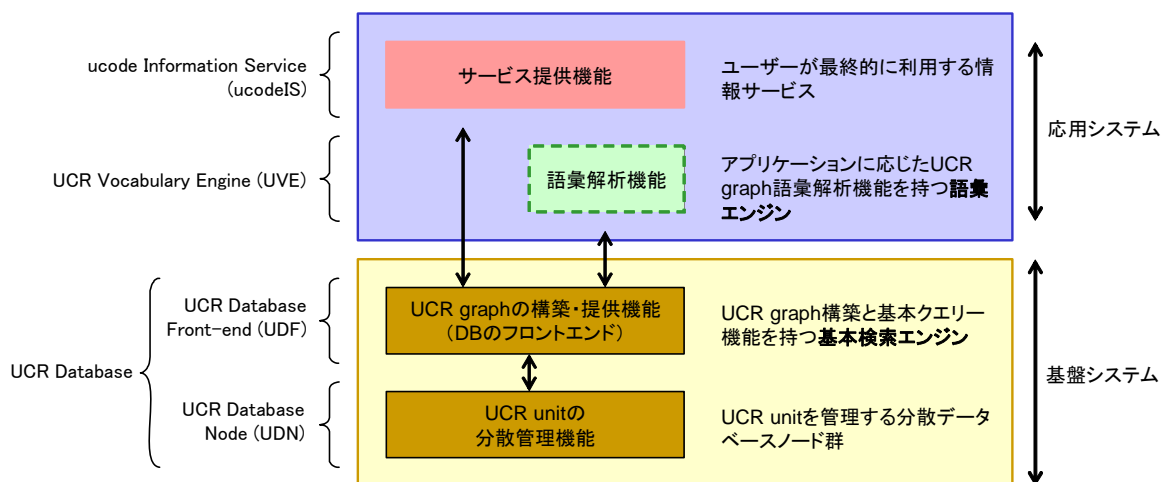 ucode Information Service
(ucodeIS)
サービス提供機能
ユーザーが最終的に利用する情
報サービス
応用システム
UCR Vocabulary Engine (UVE)
語彙解析機能
アプリケーションに応じたUCR
graph語彙解析機能を持つ語彙
エンジン
UCR Database
UCR Database
Front-end (UDF)
UCR graphの構築・提供機能
(DBのフロントエンド)
UCR graph構築と基本クエリー
機能を持つ基本検索エンジン
基盤システム
UCR Database
Node (UDN)
UCR unitの
分散管理機能
UCR unitを管理する分散データ
ベースノード群